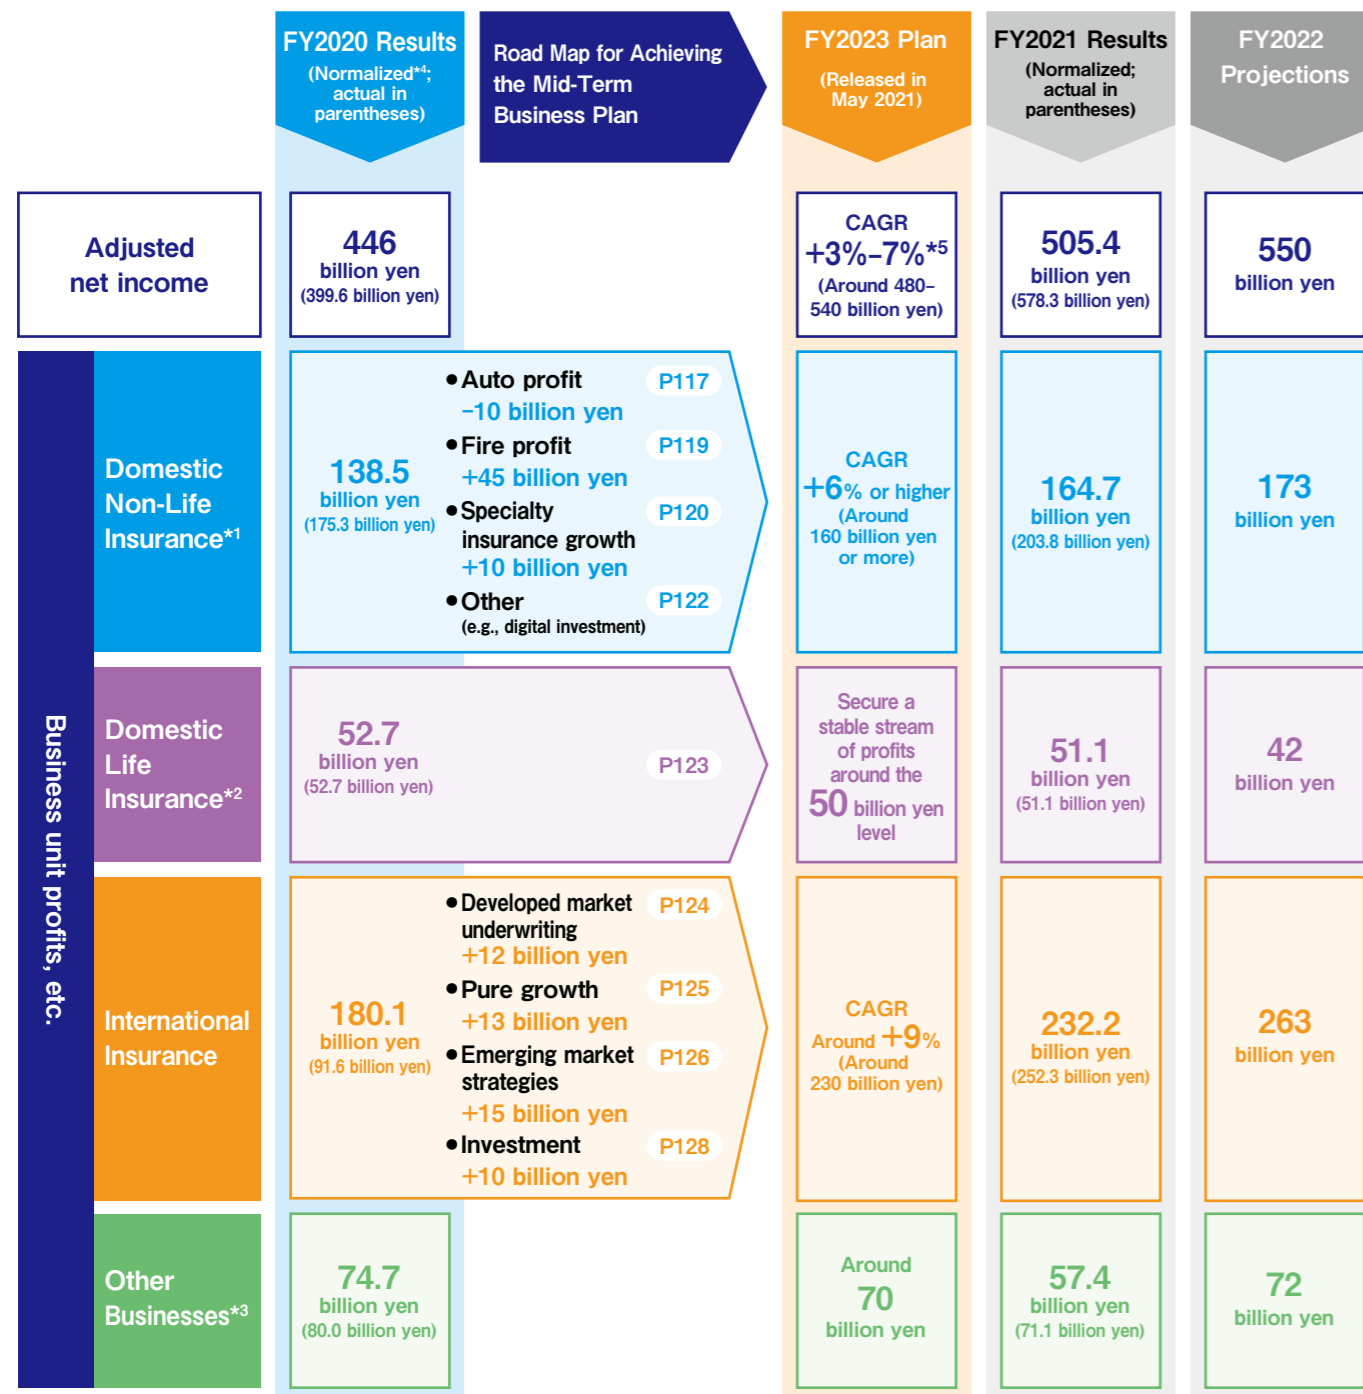 FY2020 Results
(Normalized*4;
actual in
parentheses)
Road Map for Achieving
the Mid-Term
Business Plan
FY2023 Plan
(Released in
May 2021)
FY2021 Results
(Normalized;
actual in
parentheses)
FY2022
Projections
Adjusted
net income
446
billion yen
(399.6 billion yen)
CAGR
+3%–7%*5
(Around 480–
540 billion yen)
505.4
billion yen
(578.3 billion yen)
550
billion yen
Business unit profits, etc.
Domestic
Non-Life
Insurance*1
138.5
billion yen
(175.3 billion yen)
●Auto profit P117
−10 billion yen
●Fire profit P119
+45 billion yen
●Specialty P120
insurance growth
+10 billion yen
●Other P122
(e.g., digital investment)
CAGR
+6% or higher
(Around
160 billion yen
or more)
164.7
billion yen
(203.8 billion yen)
173
billion yen
Domestic
Life
Insurance*2
52.7
billion yen
(52.7 billion yen)
P123
Secure a
stable stream
of profits
around the
50 billion yen
level
51.1
billion yen
(51.1 billion yen)
42
billion yen
International
Insurance
180.1
billion yen
(91.6 billion yen)
●Developed market P124
underwriting
+12 billion yen
●Pure growth P125
+13 billion yen
●Emerging market P126
strategies
+15 billion yen
●Investment P128
+10 billion yen
CAGR
Around +9%
(Around
230 billion yen)
232.2
billion yen
(252.3 billion yen)
263
billion yen
Other
Businesses*3
74.7
billion yen
(80.0 billion yen)
Around
70
billion yen
57.4
billion yen
(71.1 billion yen)
72
billion yen